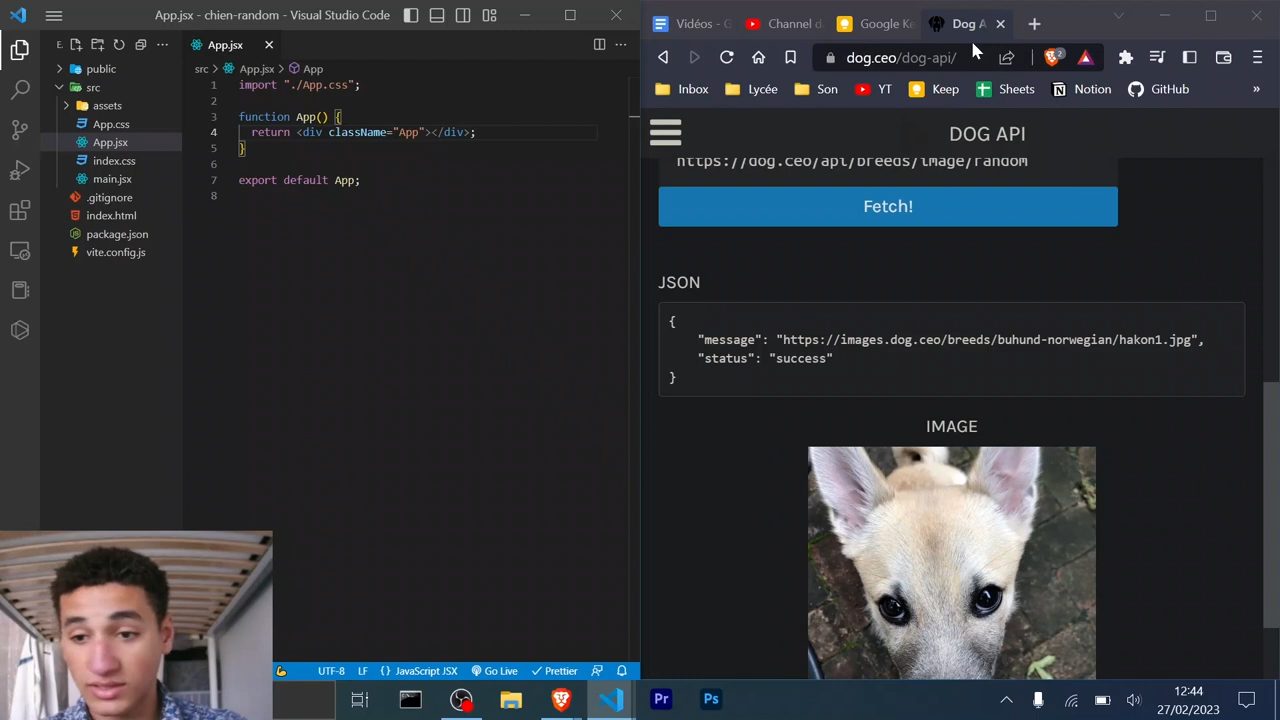 App.jsx - chien-random - Visual Studio Code
E
public
src
assets
App.css
App.jsx
index.css
main.jsx
.gitignore
index.html
package.json
vite.config.js
App.jsx
src > App.jsx > App
1 import "./App.css";
2
3 function App() {
4 return <div className="App"></div>;
5 }
6
7 export default App;
8
UTF-8 LF { } JavaScript JSX Go Live Prettier
Vidéos - G
Channel d
Google Ke
Dog A
dog.ceo/dog-api/
2
Inbox Lycée Son YT Keep Sheets Notion GitHub »
DOG API
https://dog.ceo/api/breeds/image/random
Fetch!
JSON
{
"message": "https://images.dog.ceo/breeds/buhund-norwegian/hakon1.jpg",
"status": "success"
}
IMAGE
Pr Ps
12:44
27/02/2023